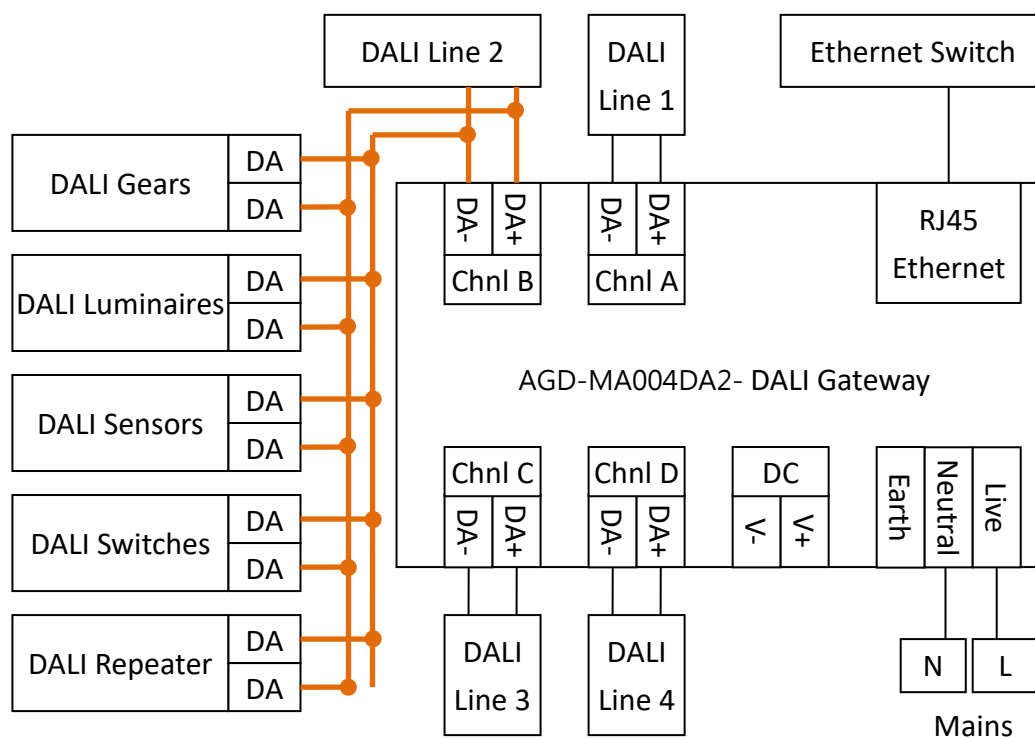 DALI Line 2
DALI
Line 1
Ethernet Switch
DALI Gears
DA
DA
DA-
DA+
Chnl B
DA-
DA+
Chnl A
RJ45
Ethernet
DALI Luminaires
DA
DA
AGD-MA004DA2- DALI Gateway
DALI Sensors
DA
DA
Chnl C
DA-
DA+
Chnl D
DA-
DA+
DC
V-
V+
Earth
Neutral
Live
DALI Switches
DA
DA
DALI Repeater
DA
DA
DALI
Line 3
DALI
Line 4
N
L
Mains